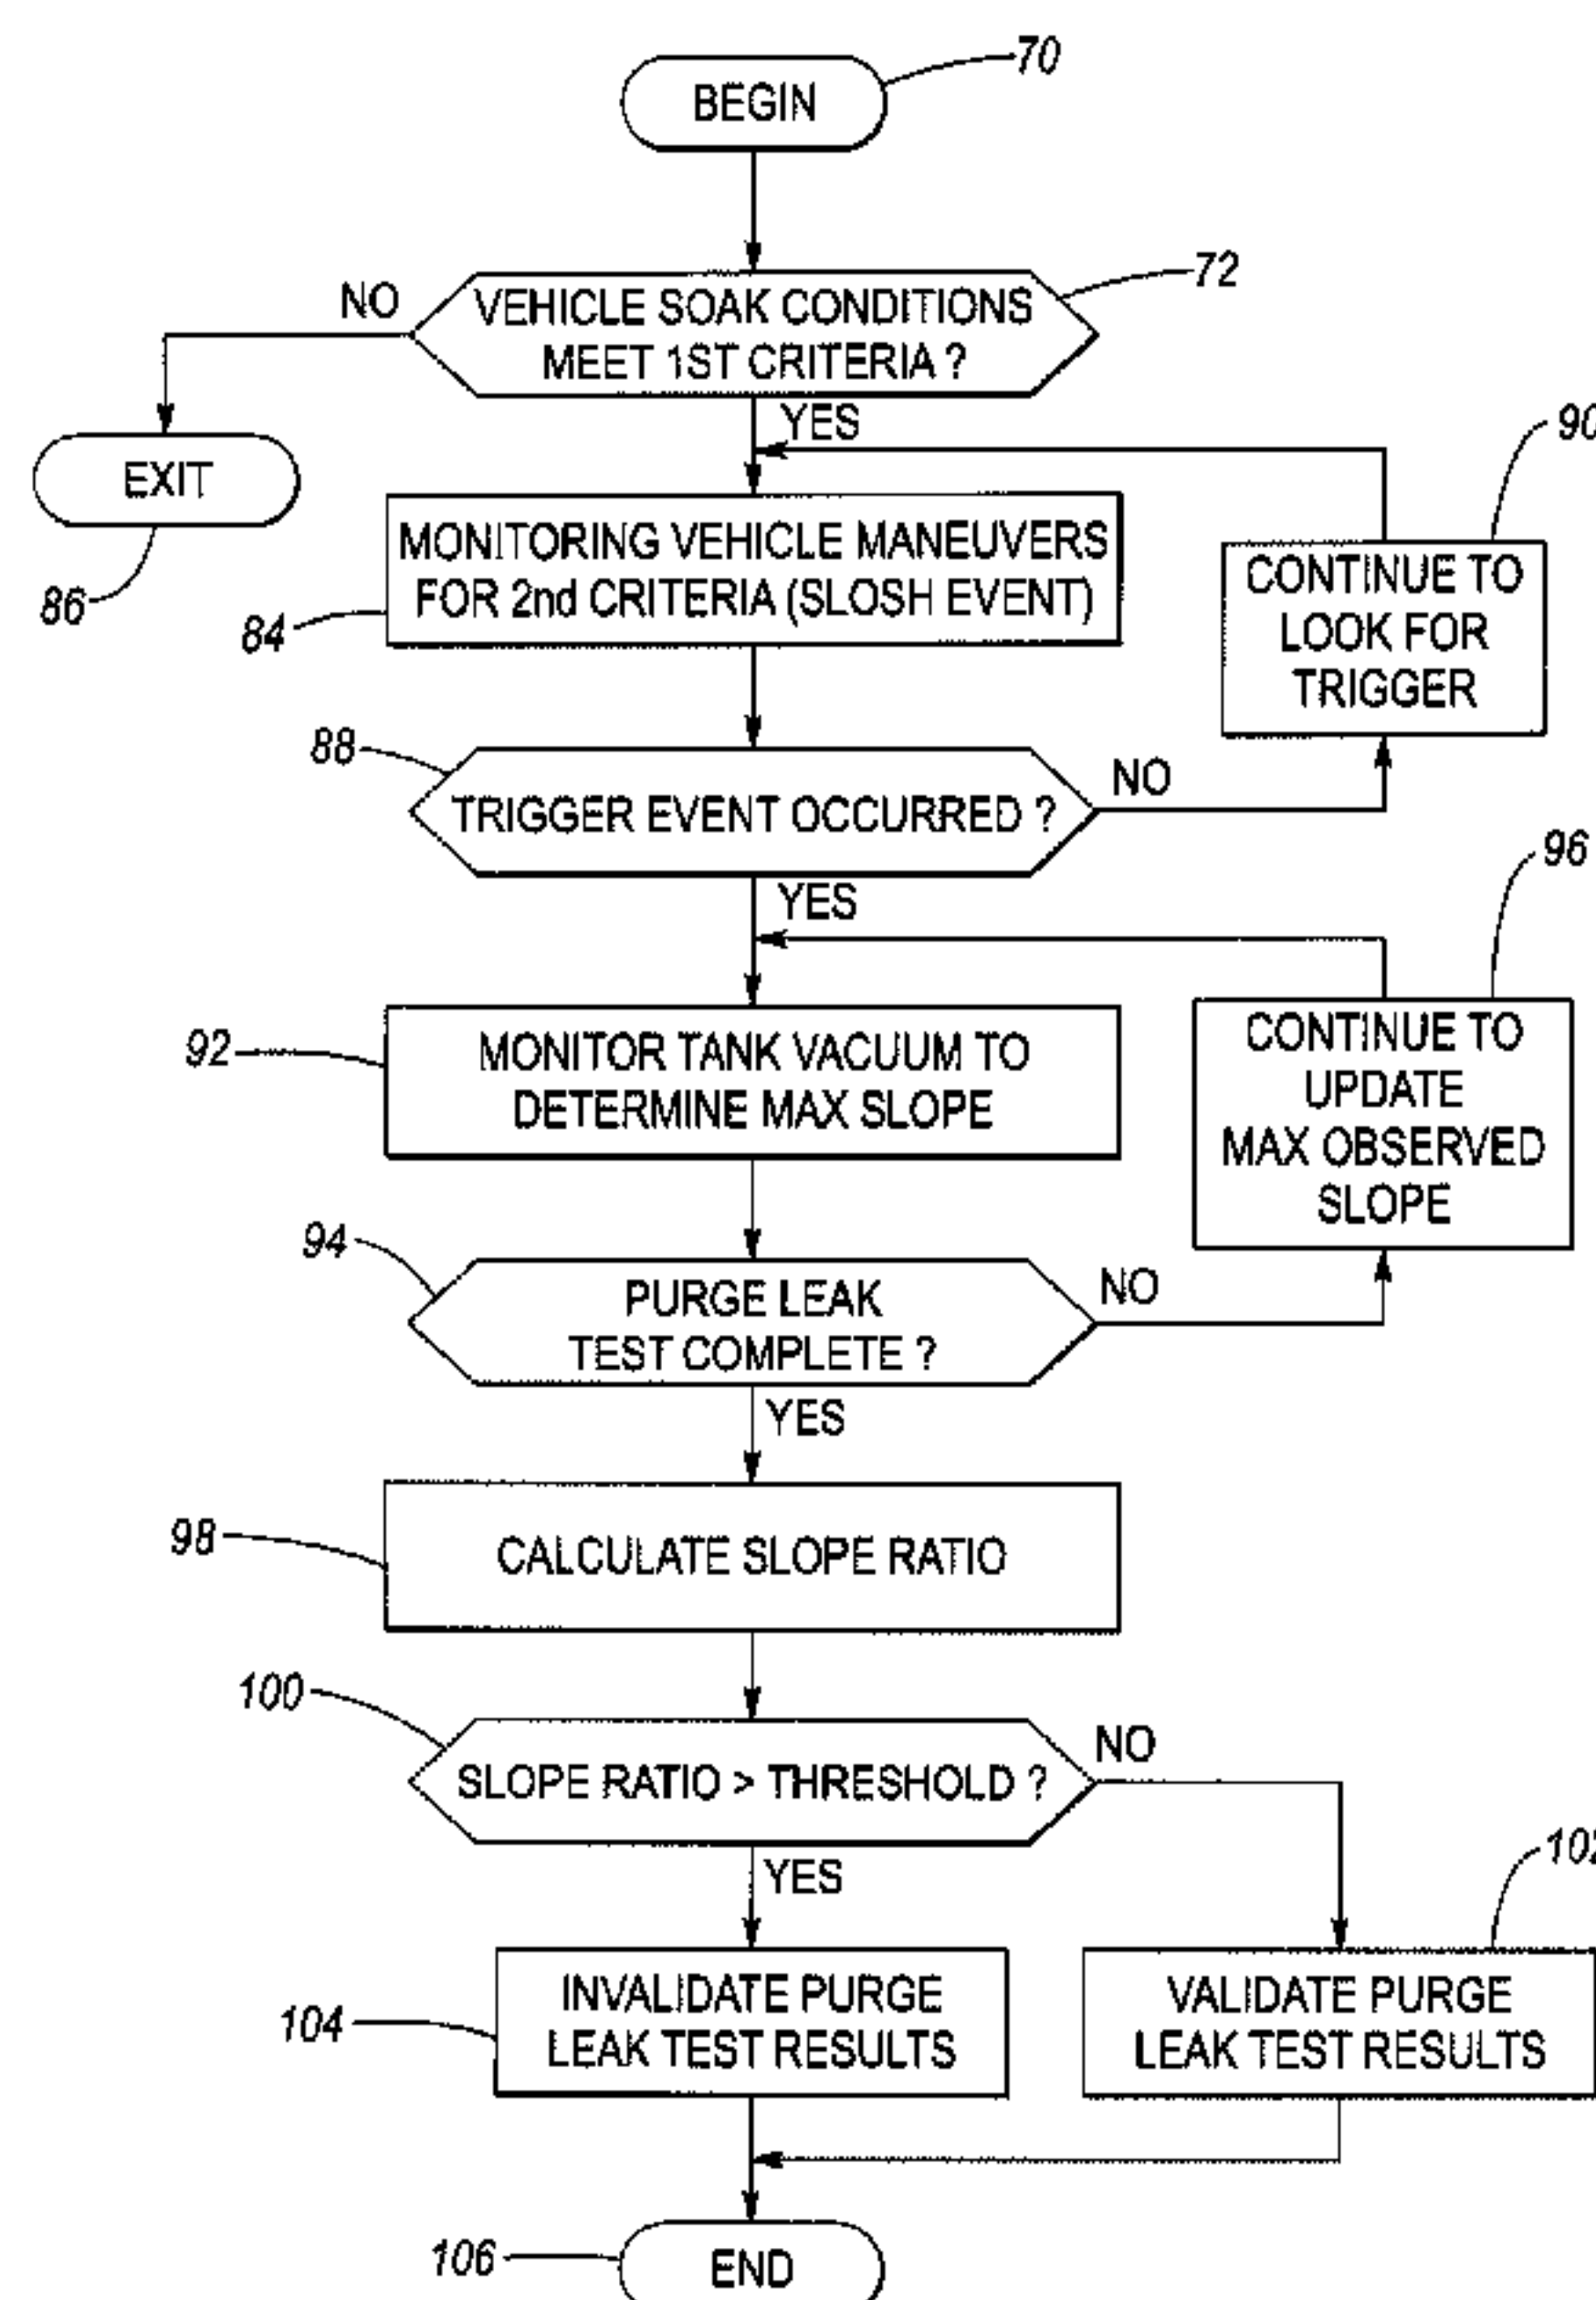 BEGIN
70
VEHICLE SOAK CONDITIONS
MEET 1ST CRITERIA ?
72
NO
YES
EXIT
86
MONITORING VEHICLE MANEUVERS
FOR 2nd CRITERIA (SLOSH EVENT)
84
90
CONTINUE TO
LOOK FOR
TRIGGER
88
TRIGGER EVENT OCCURRED ?
NO
YES
96
92
MONITOR TANK VACUUM TO
DETERMINE MAX SLOPE
CONTINUE TO
UPDATE
MAX OBSERVED
SLOPE
94
PURGE LEAK
TEST COMPLETE ?
NO
YES
98
CALCULATE SLOPE RATIO
100
SLOPE RATIO > THRESHOLD ?
NO
YES
102
104
INVALIDATE PURGE
LEAK TEST RESULTS
VALIDATE PURGE
LEAK TEST RESULTS
106
END